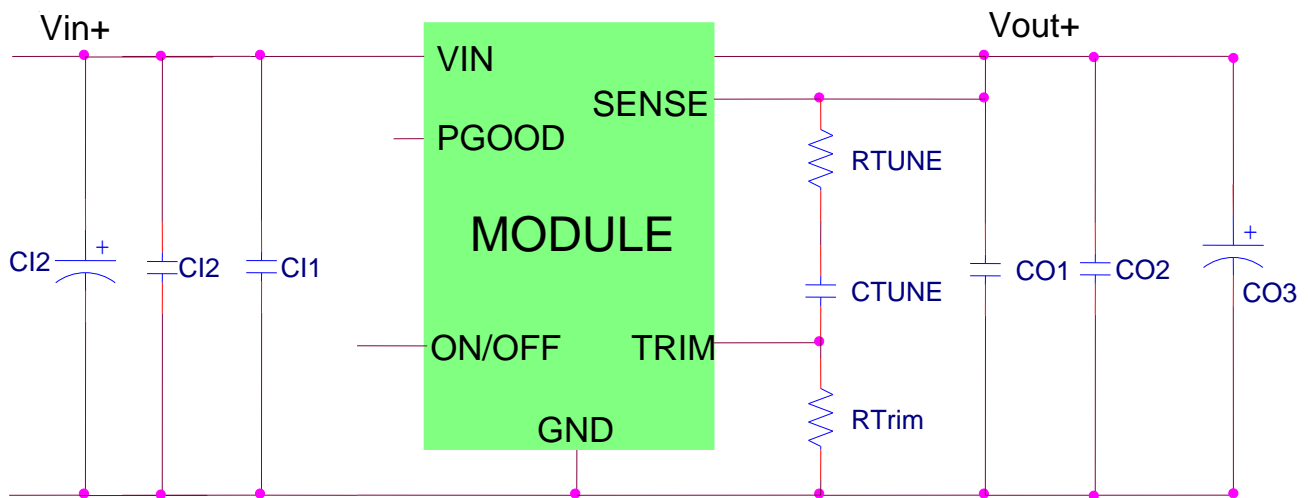 Vin+
Vout+
VIN
SENSE
PGOOD
RTUNE
MODULE
+
CI2
CI2
CI1
CTUNE
+
CO1
CO2
CO3
ON/OFF
TRIM
RTrim
GND